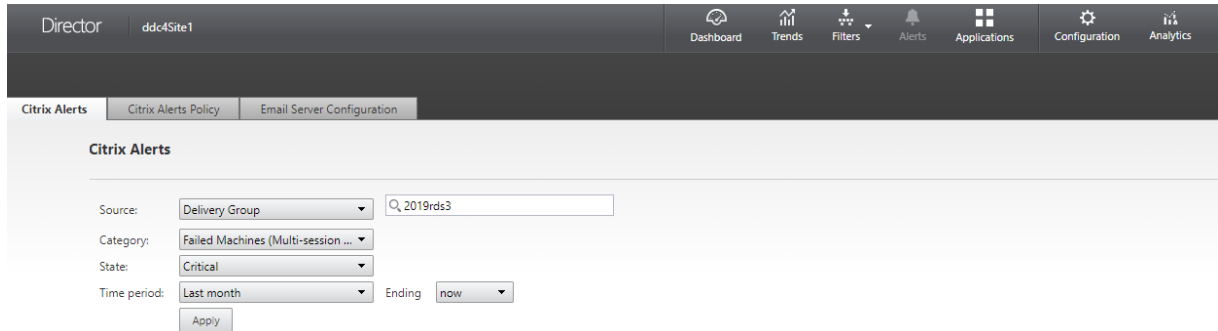 Director ddc4Site1
Dashboard Trends Filters Alerts Applications Configuration Analytics
Citrix Alerts Citrix Alerts Policy Email Server Configuration
Citrix Alerts
Source: Delivery Group 2019rds3
Category: Failed Machines (Multi-session ...
State: Critical
Time period: Last month Ending now
Apply